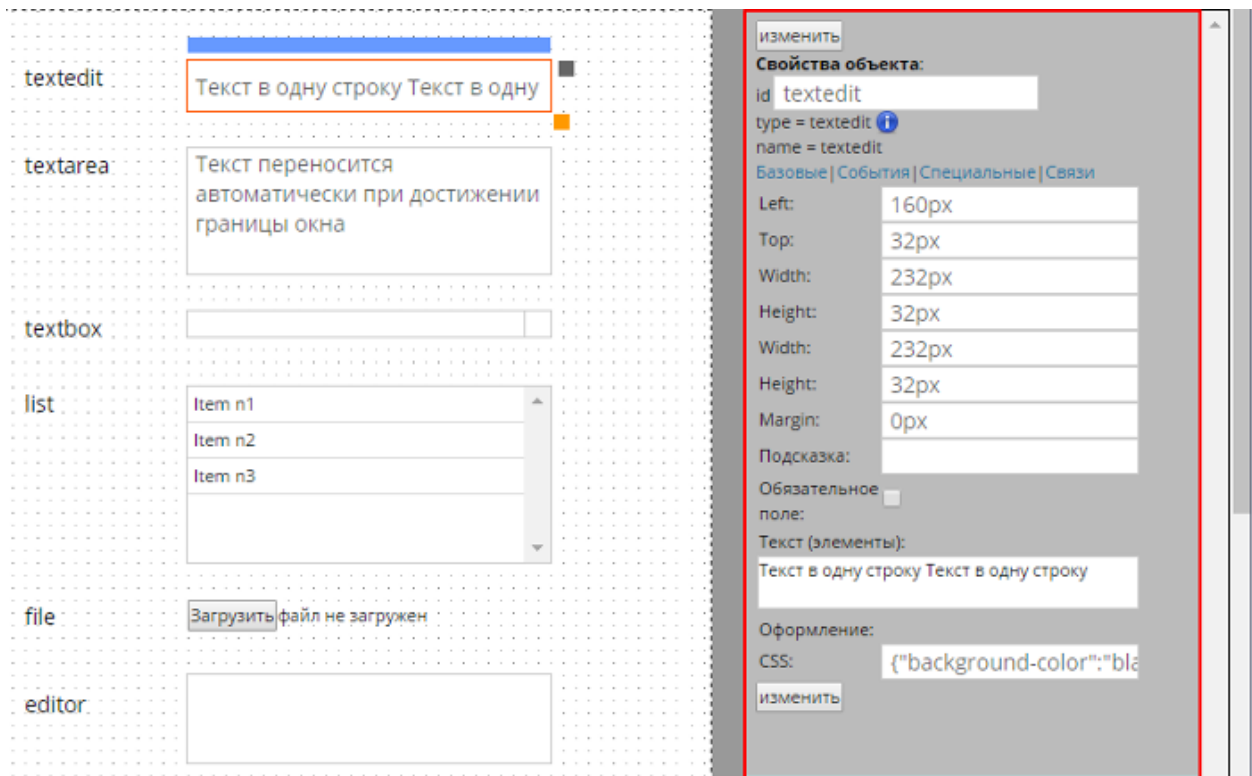 textedit
Текст в одну строку Текст в одну
textarea
Текст переносится
автоматически при достижении
границы окна
textbox
list
Item n1
Item n2
Item n3
file
Загрузить файл не загружен
editor
изменить
Свойства объекта:
id textedit
type = textedit
name = textedit
Базовые|События|Специальные|Связи
Left: 160px
Top: 32px
Width: 232px
Height: 32px
Width: 232px
Height: 32px
Margin: 0px
Подсказка:
Обязательное
поле:
Текст (элементы):
Текст в одну строку Текст в одну строку
Оформление:
CSS: {"background-color":"bla
изменить